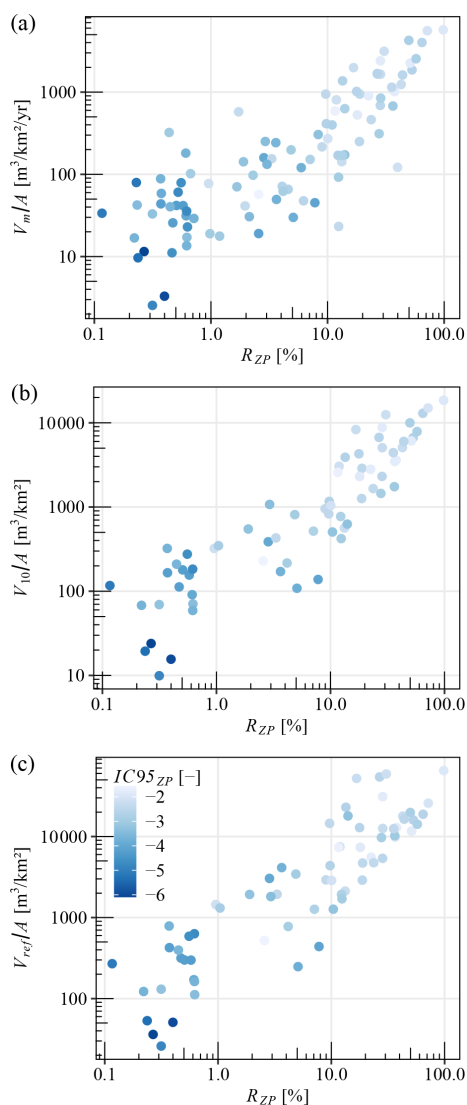 (a)
V_m/A [m³/km²/yr]
1000
100
10
0.1 1.0 10.0 100.0
R_ZP [%]
(b)
V_10/A [m³/km²]
10000
1000
100
10
0.1 1.0 10.0 100.0
R_ZP [%]
(c)
V_ref/A [m³/km²]
10000
1000
100
IC95_ZP [−]
−2
−3
−4
−5
−6
0.1 1.0 10.0 100.0
R_ZP [%]